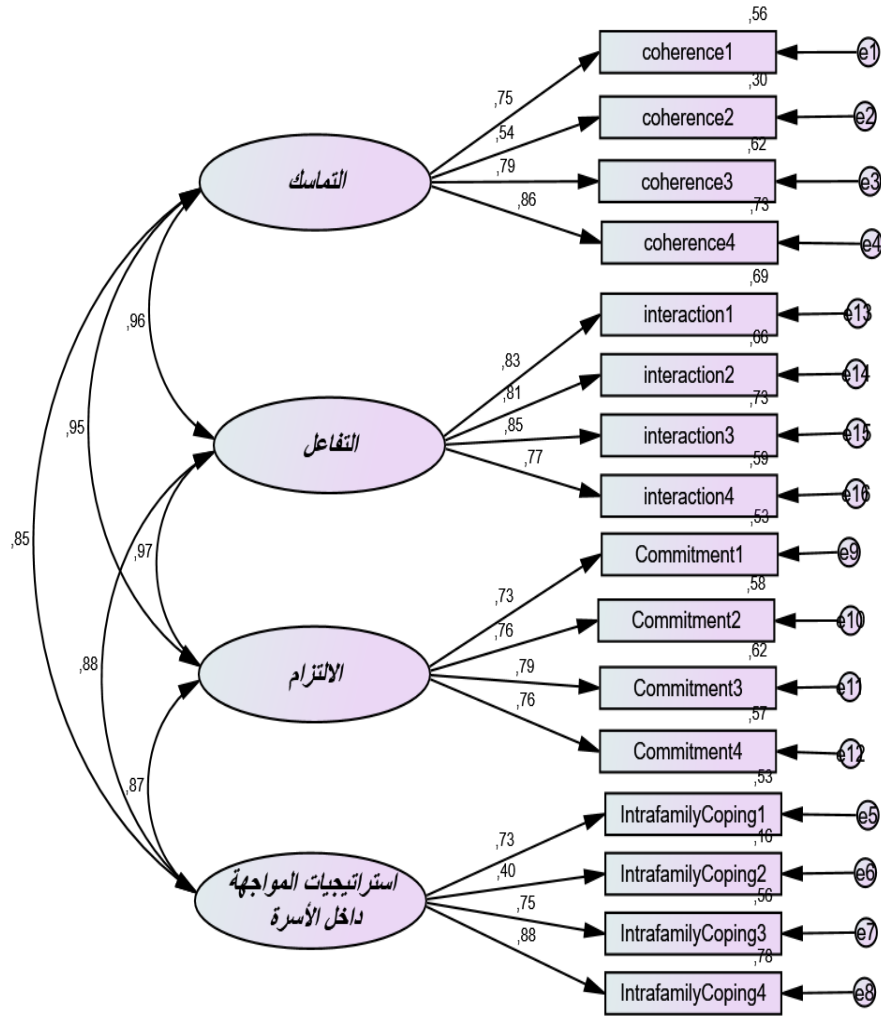 ,56
coherence1
e1
,75
,30
coherence2
e2
,54
,62
coherence3
e3
,79
,73
coherence4
e4
,86
التماسك
,69
interaction1
e13
,83
,66
interaction2
e14
,81
,73
interaction3
e15
,85
,59
interaction4
e16
,77
التفاعل
,53
Commitment1
e9
,73
,58
Commitment2
e10
,76
,62
Commitment3
e11
,79
,57
Commitment4
e12
,76
الالتزام
,53
IntrafamilyCoping1
e5
,73
,16
IntrafamilyCoping2
e6
,40
,56
IntrafamilyCoping3
e7
,75
,78
IntrafamilyCoping4
e8
,88
استراتيجيات المواجهة
داخل الأسرة
,96
,95
,85
,97
,88
,87